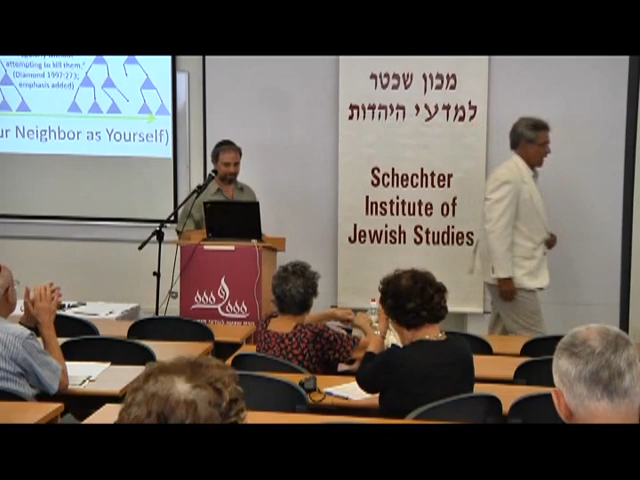 attempting to kill them."
(Diamond 1997:273;
emphasis added)
ur Neighbor as Yourself)
מכון שכטר
למדעי היהדות
Schechter
Institute of
Jewish Studies